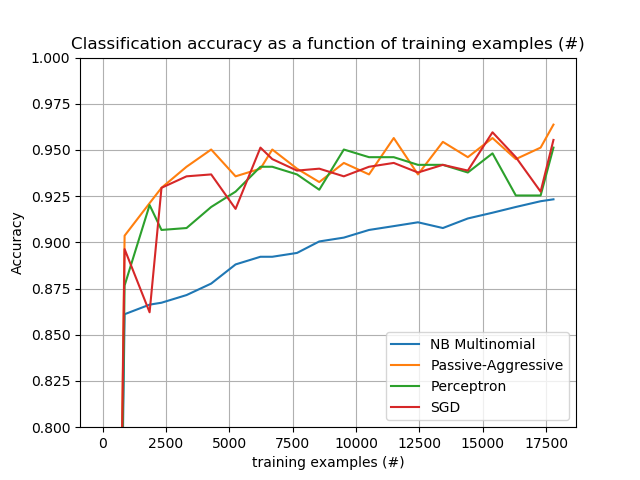 Classification accuracy as a function of training examples (#)
1.000
0.975
0.950
0.925
0.900
0.875
0.850
0.825
0.800
Accuracy
NB Multinomial
Passive-Aggressive
Perceptron
SGD
0
2500
5000
7500
10000
12500
15000
17500
training examples (#)